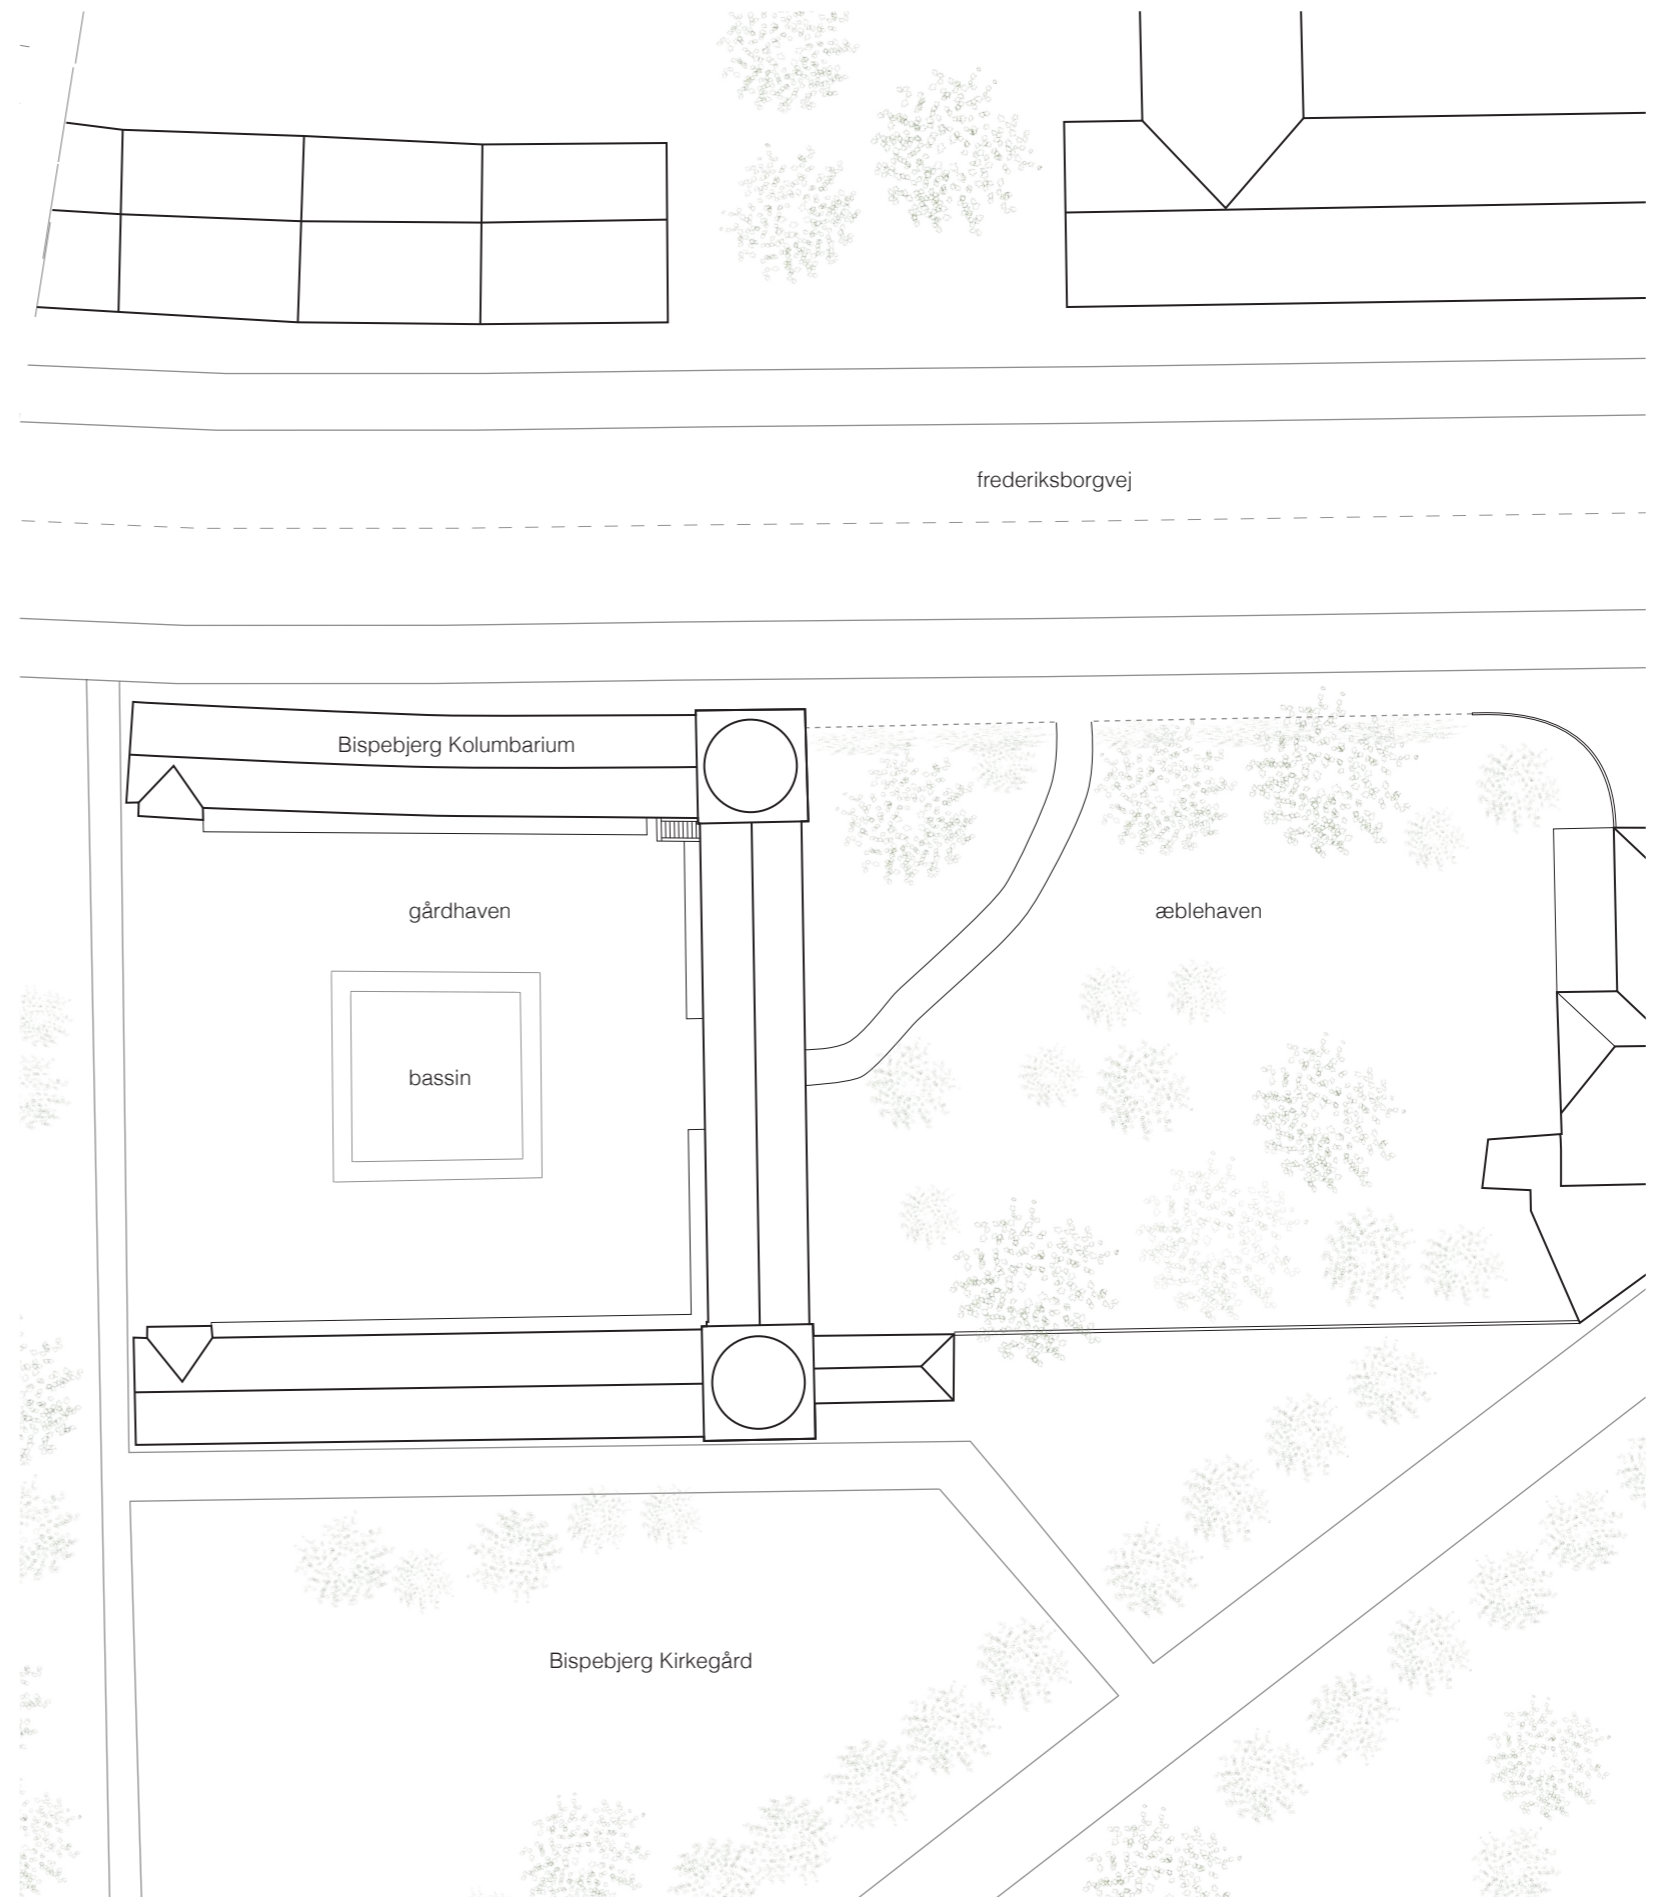 frederiksborgvej
Bispebjerg Kolumbarium
gårdhaven
æblehaven
bassin
Bispebjerg Kirkegård